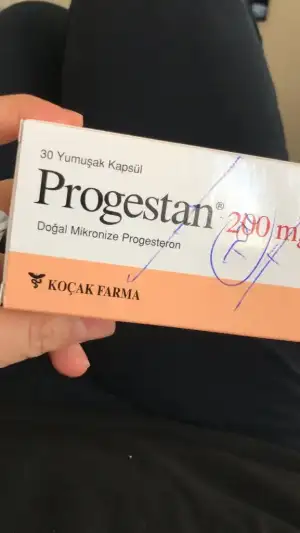 30 Yumuşak Kapsül
Progestan® 200 mg
Doğal Mikronize Progesteron
KOÇAK FARMA